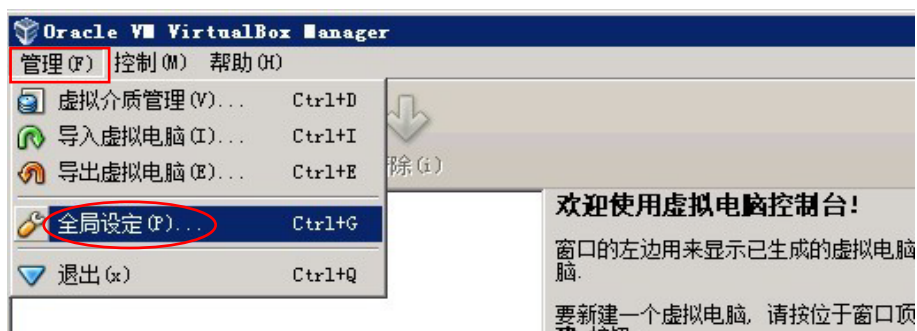 Oracle VM VirtualBox Manager
管理(F) 控制(M) 帮助(H)
虚拟介质管理(V)... Ctrl+D
导入虚拟电脑(I)... Ctrl+I
导出虚拟电脑(E)... Ctrl+E
除(i)
全局设定(P)... Ctrl+G
退出(x) Ctrl+Q
欢迎使用虚拟电脑控制台!
窗口的左边用来显示已生成的虚拟电脑
脑.
要新建一个虚拟电脑, 请按位于窗口顶